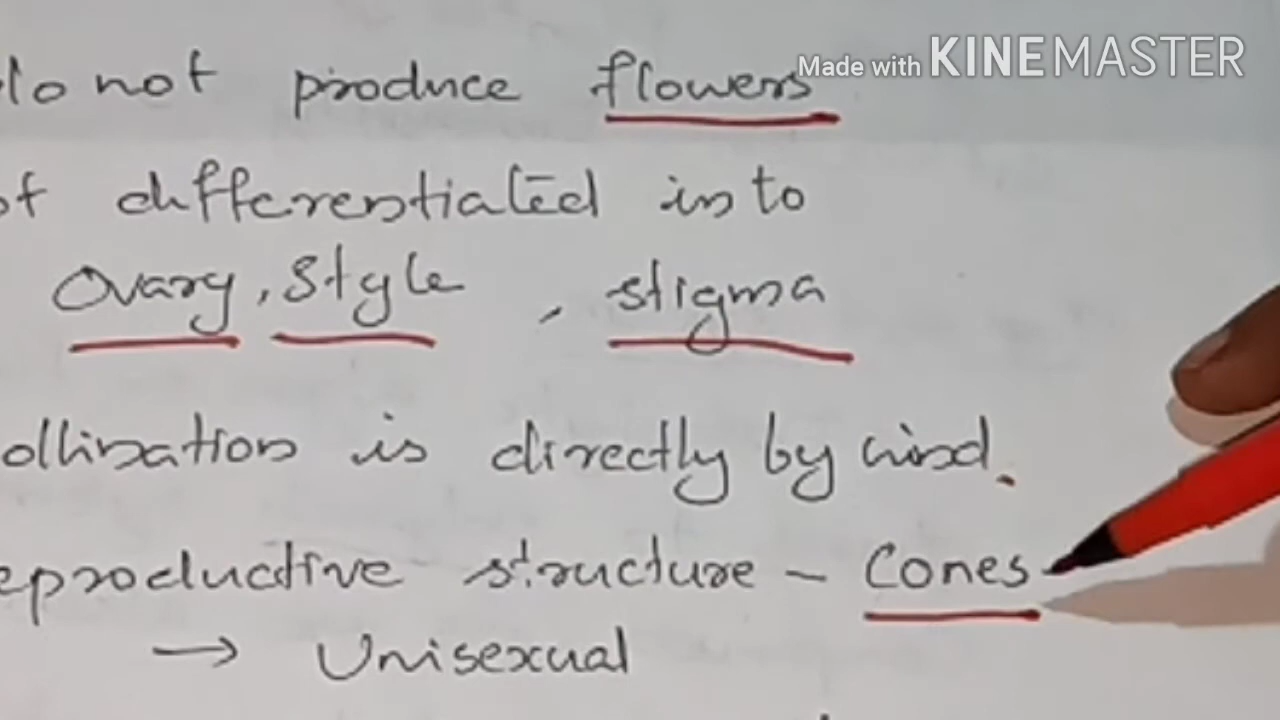 Made with KINEMASTER
do not produce flowers
of differentiated into
Ovary, Style, stigma
ollination is directly by wind.
eproductive structure - Cones
→ Unisexual